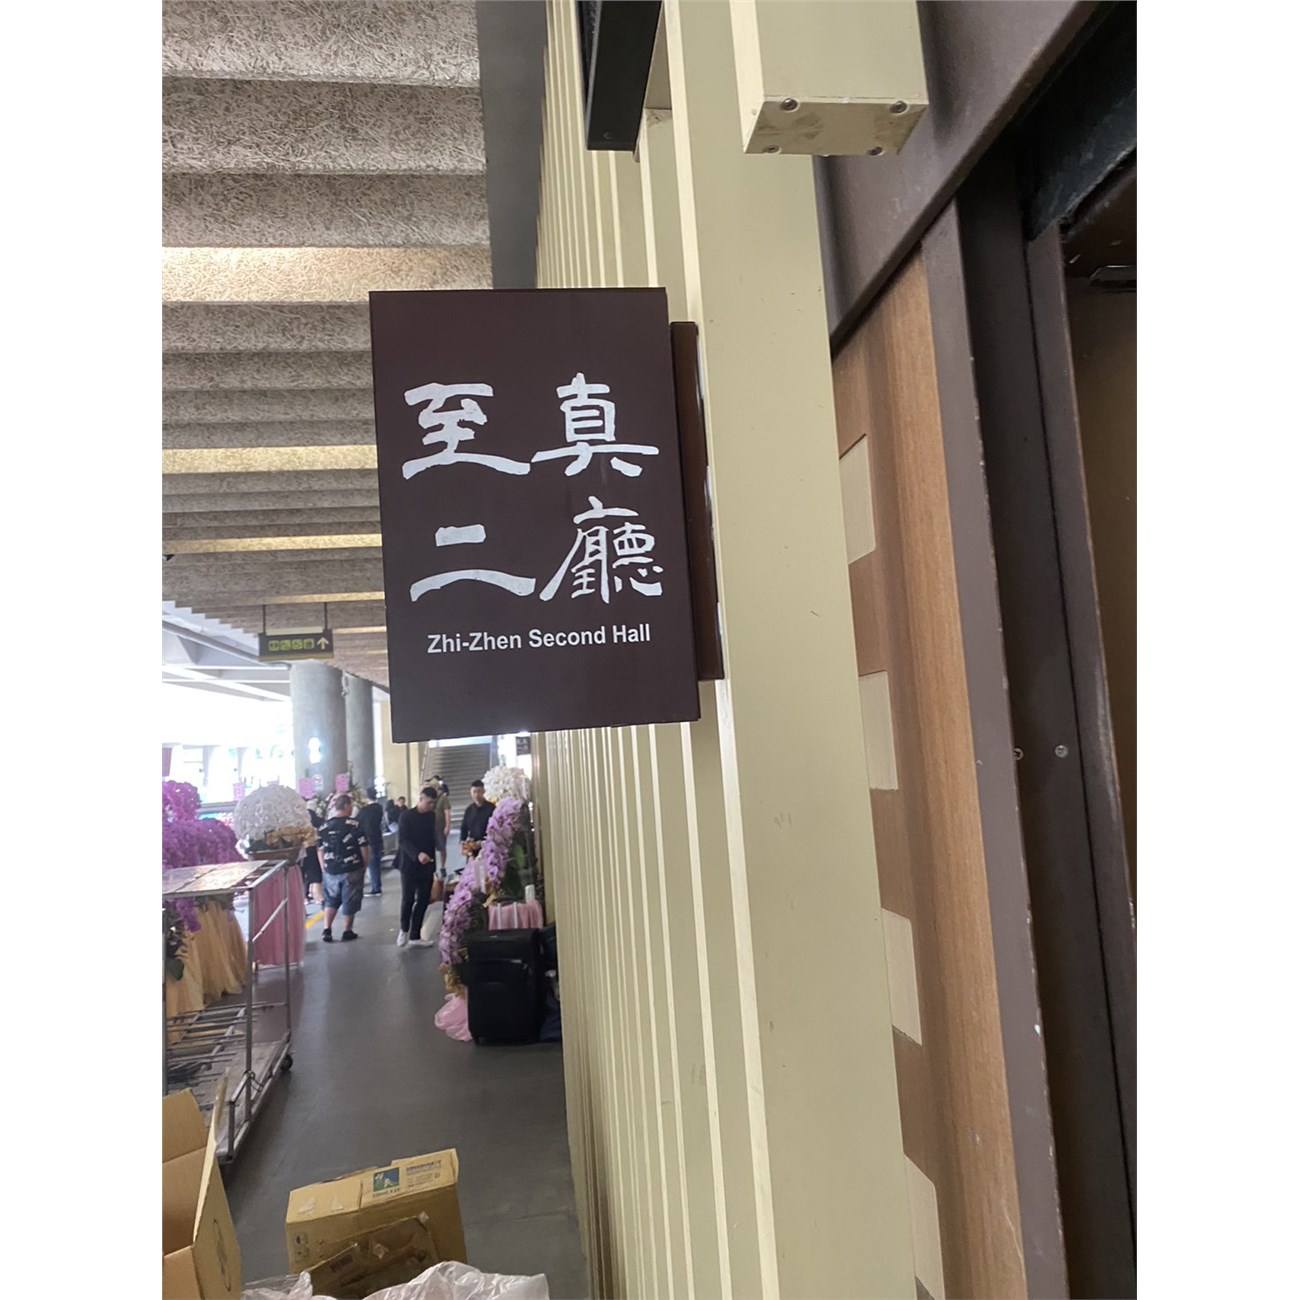 至真
二廳
Zhi-Zhen Second Hall